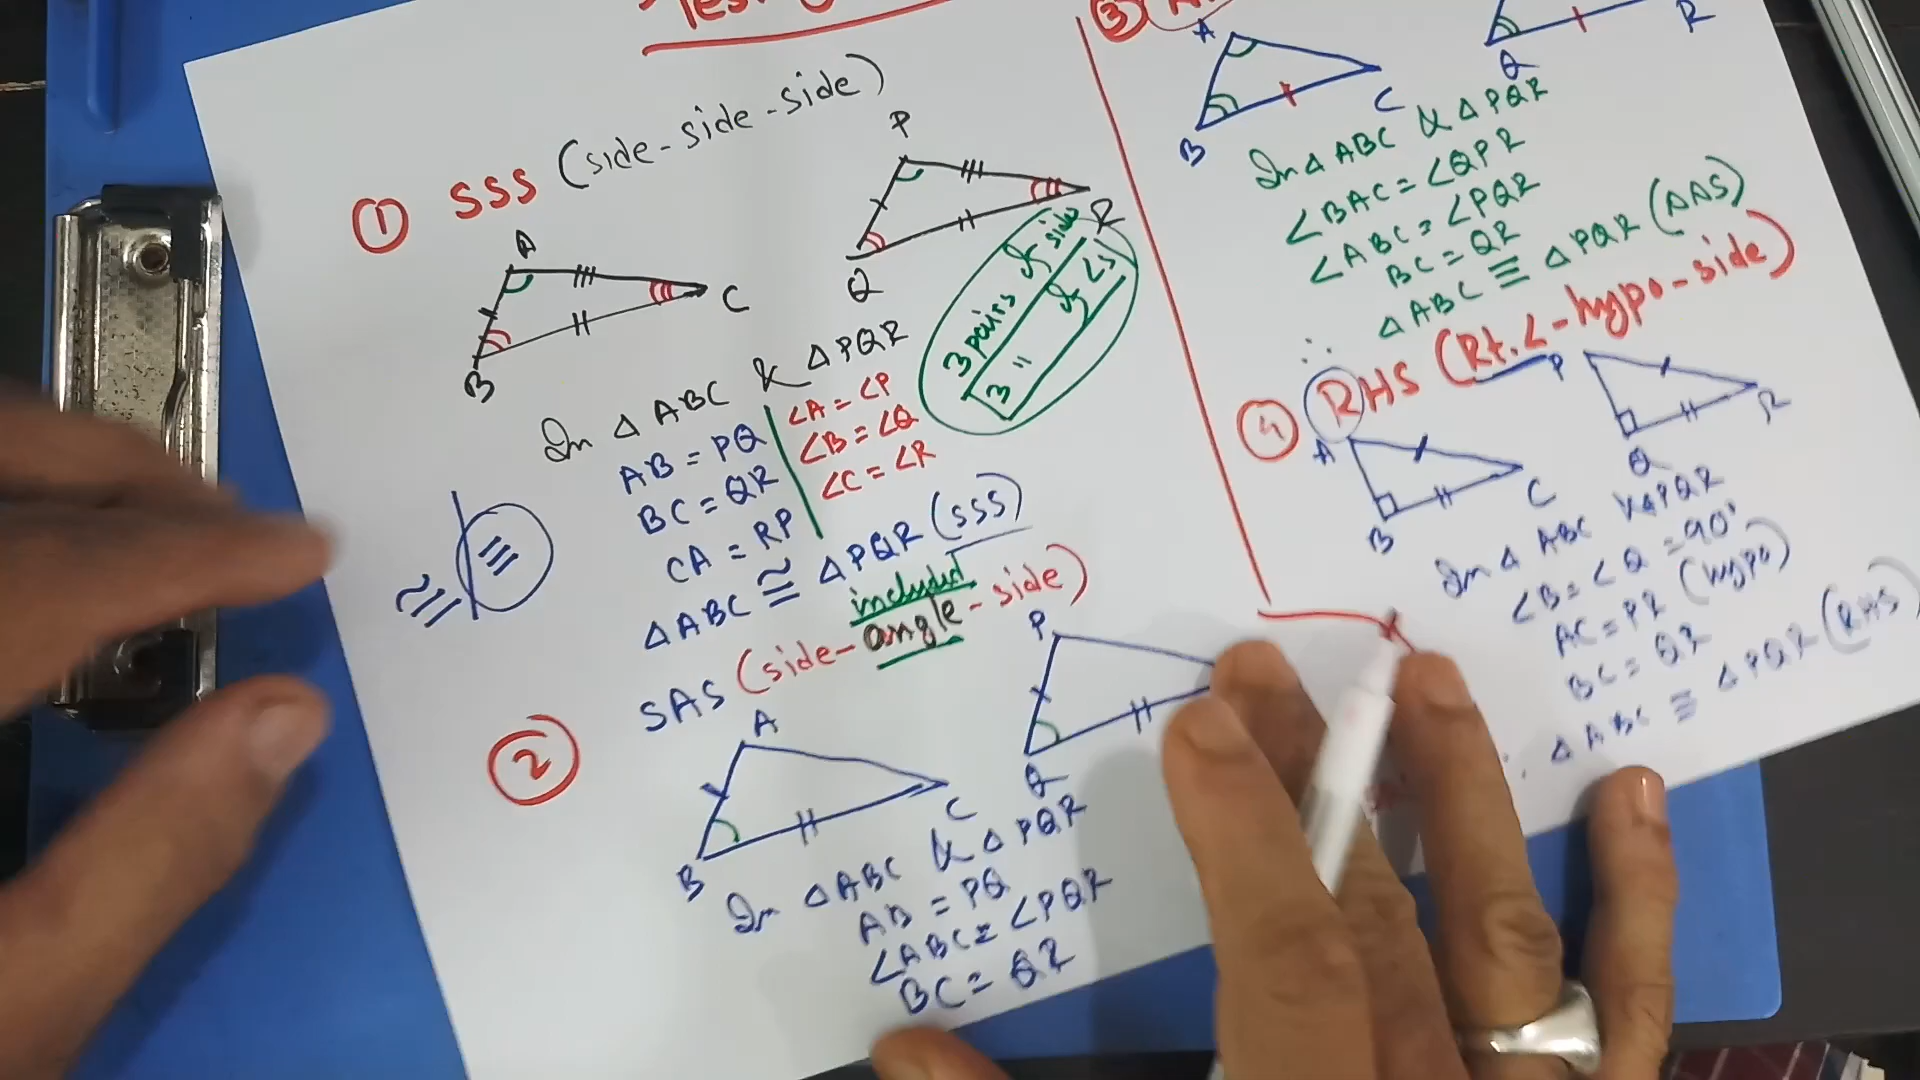 ① SSS (side-side-side)
A
B
C
P
Q
R
3 pairs of sides
3 " of ∠s
In △ ABC & △ PQR
AB = PQ
BC = QR
CA = RP
∠A = ∠P
∠B = ∠Q
∠C = ∠R
△ ABC ≅ △ PQR (SSS)
≅ ≡
included
② SAS (side-angle-side)
A
B
C
P
Q
In △ABC & △ PQR
AB = PQ
∠ABC = ∠PQR
BC = QR
③
A
B
C
Q
R
In △ ABC & △ PQR
∠BAC = ∠QPR
∠ABC = ∠PQR
BC = QR
∴ △ ABC ≡ △ PQR (AAS)
④ RHS (Rt.∠-hypo-side)
A
B
C
P
Q
R
In △ ABC & △ PQR
∠B = ∠Q = 90°
AC = PR (hypo)
BC = QR
∴ △ ABC ≡ △ PQR (RHS)